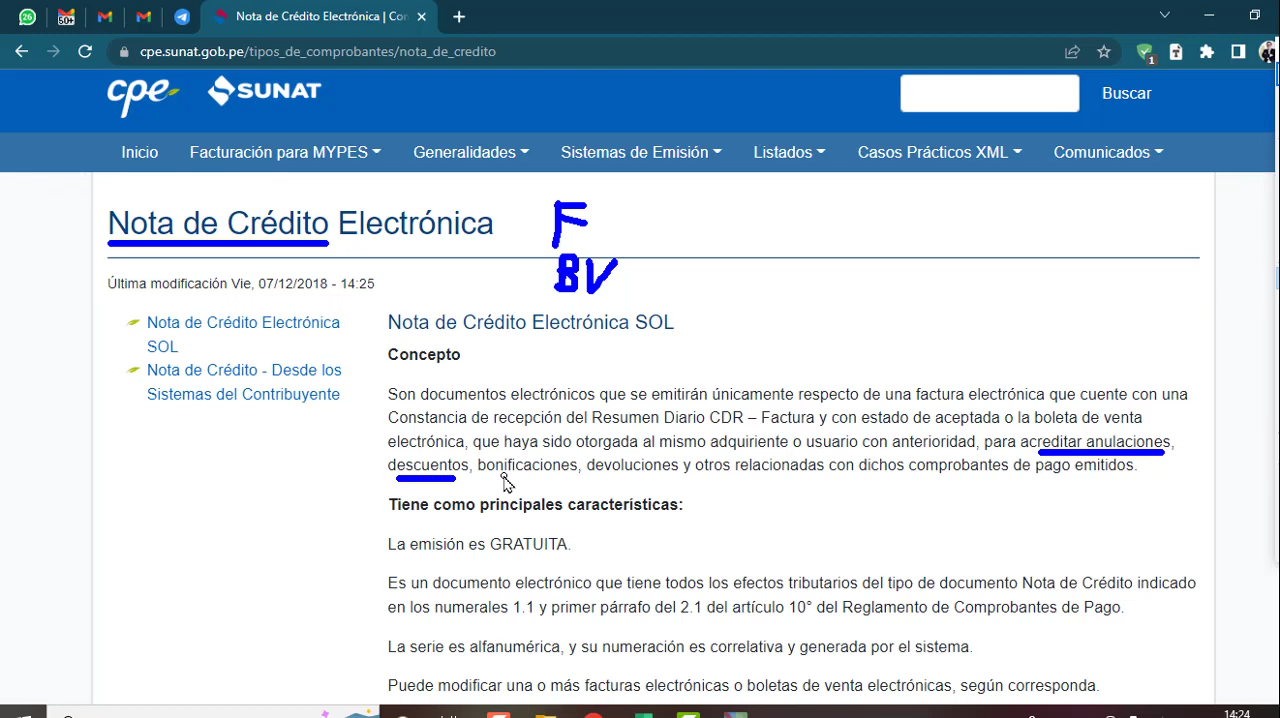 50+
Nota de Crédito Electrónica | Co
cpe.sunat.gob.pe/tipos_de_comprobantes/nota_de_credito
1
cpe SUNAT
Buscar
Inicio Facturación para MYPES Generalidades Sistemas de Emisión Listados Casos Prácticos XML Comunicados
Nota de Crédito Electrónica
F
BV
Última modificación Vie, 07/12/2018 - 14:25
Nota de Crédito Electrónica
SOL
Nota de Crédito - Desde los
Sistemas del Contribuyente
Nota de Crédito Electrónica SOL
Concepto
Son documentos electrónicos que se emitirán únicamente respecto de una factura electrónica que cuente con una
Constancia de recepción del Resumen Diario CDR – Factura y con estado de aceptada o la boleta de venta
electrónica, que haya sido otorgada al mismo adquiriente o usuario con anterioridad, para acreditar anulaciones,
descuentos, bonificaciones, devoluciones y otros relacionadas con dichos comprobantes de pago emitidos.
Tiene como principales características:
La emisión es GRATUITA.
Es un documento electrónico que tiene todos los efectos tributarios del tipo de documento Nota de Crédito indicado
en los numerales 1.1 y primer párrafo del 2.1 del artículo 10° del Reglamento de Comprobantes de Pago.
La serie es alfanumérica, y su numeración es correlativa y generada por el sistema.
Puede modificar una o más facturas electrónicas o boletas de venta electrónicas, según corresponda.
14:24